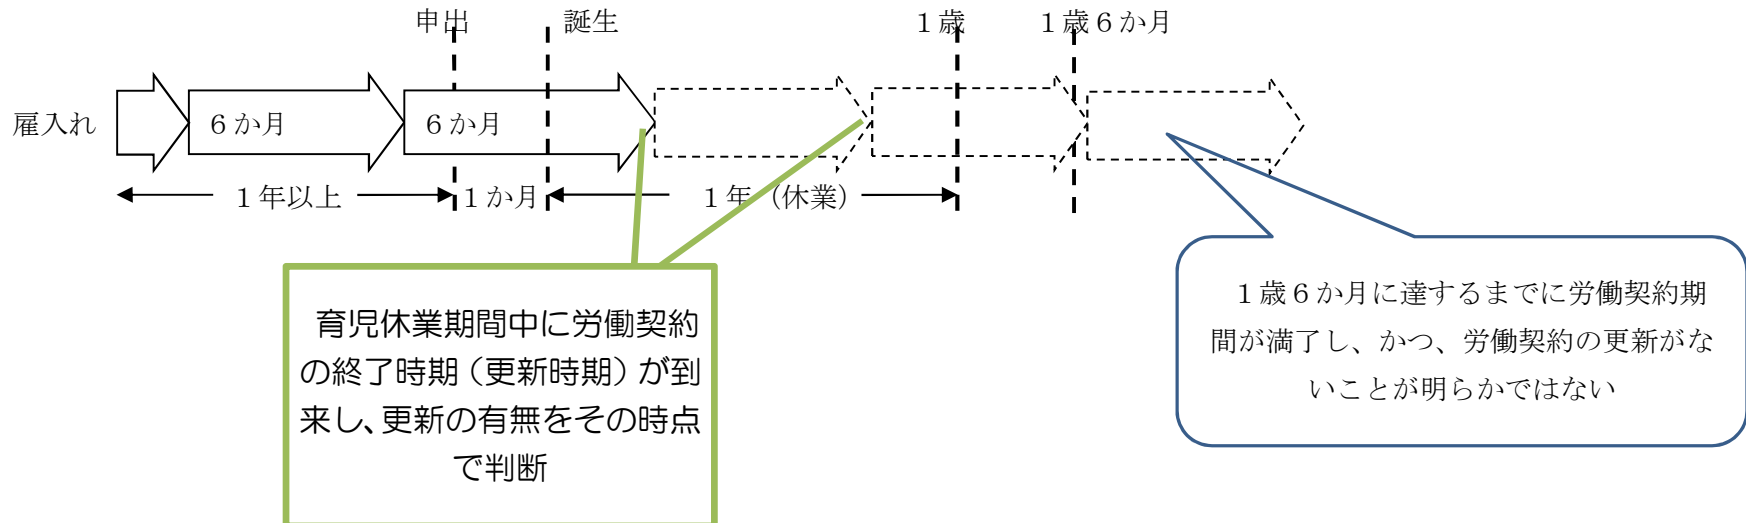 申出
誕生
１歳
１歳６か月
雇入れ
６か月
６か月
１年以上
１か月
１年（休業）
育児休業期間中に労働契約
の終了時期（更新時期）が到
来し、更新の有無をその時点
で判断
１歳６か月に達するまでに労働契約期
間が満了し、かつ、労働契約の更新がな
いことが明らかではない